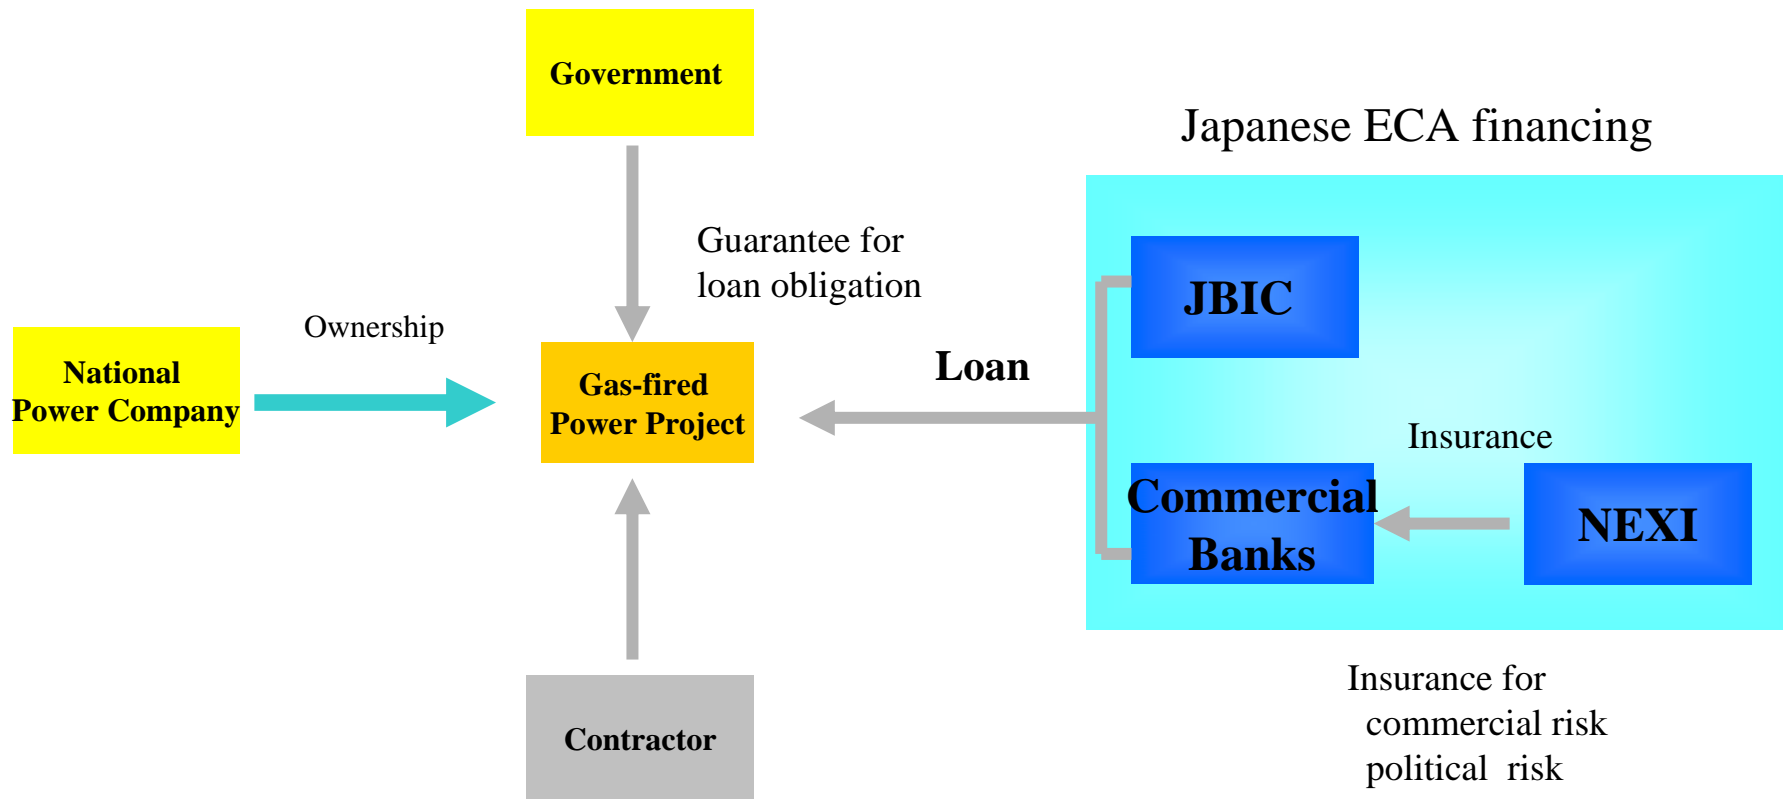 Government
Japanese ECA financing
Guarantee for
loan obligation
JBIC
Ownership
National
Power Company
Gas-fired
Power Project
Loan
Insurance
Commercial
Banks
NEXI
Insurance for
commercial risk
political risk
Contractor